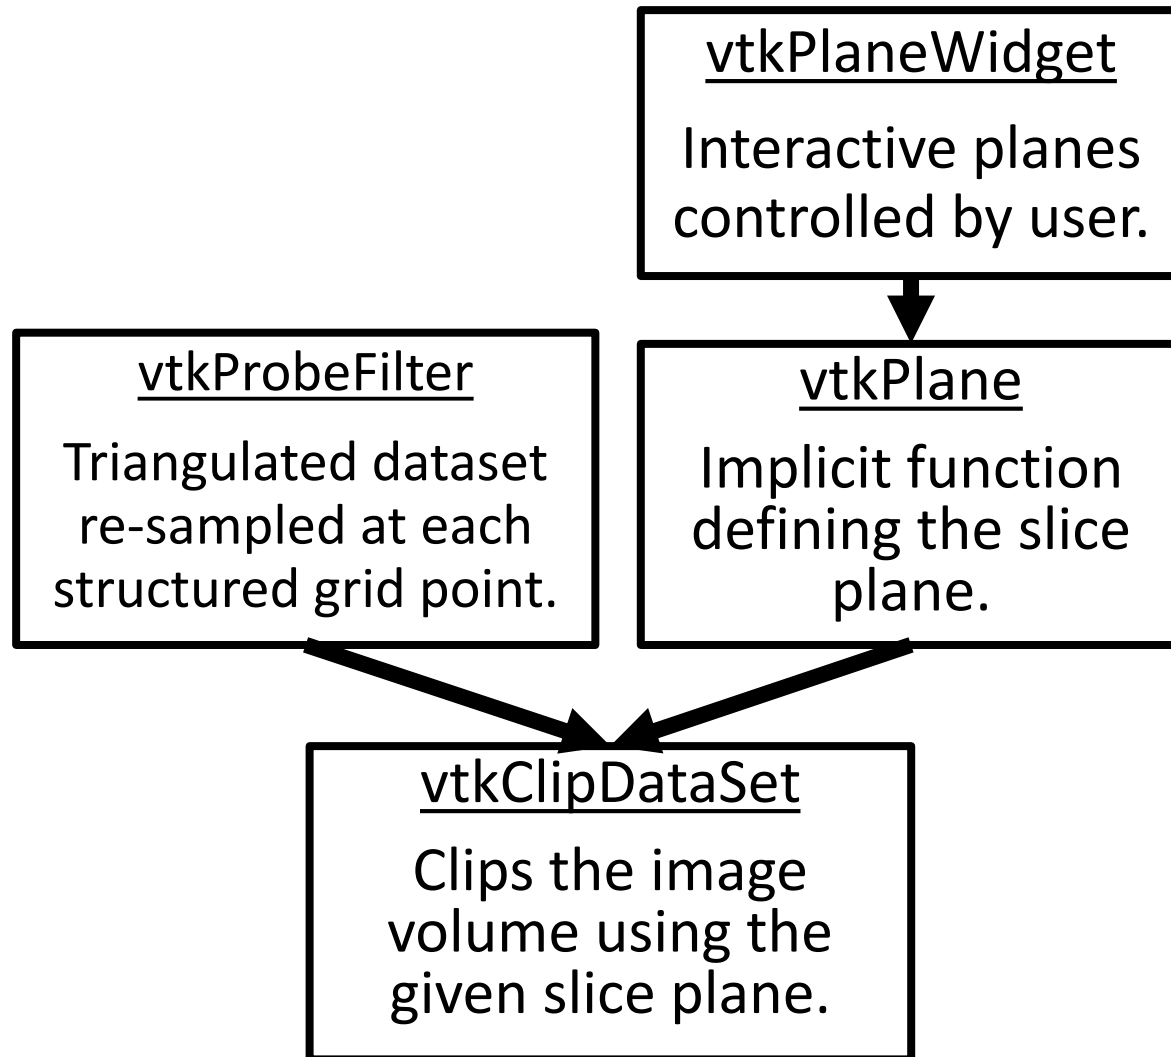 vtkPlaneWidget
Interactive planes
controlled by user.
vtkProbeFilter
Triangulated dataset
re-sampled at each
structured grid point.
vtkPlane
Implicit function
defining the slice
plane.
vtkClipDataSet
Clips the image
volume using the
given slice plane.